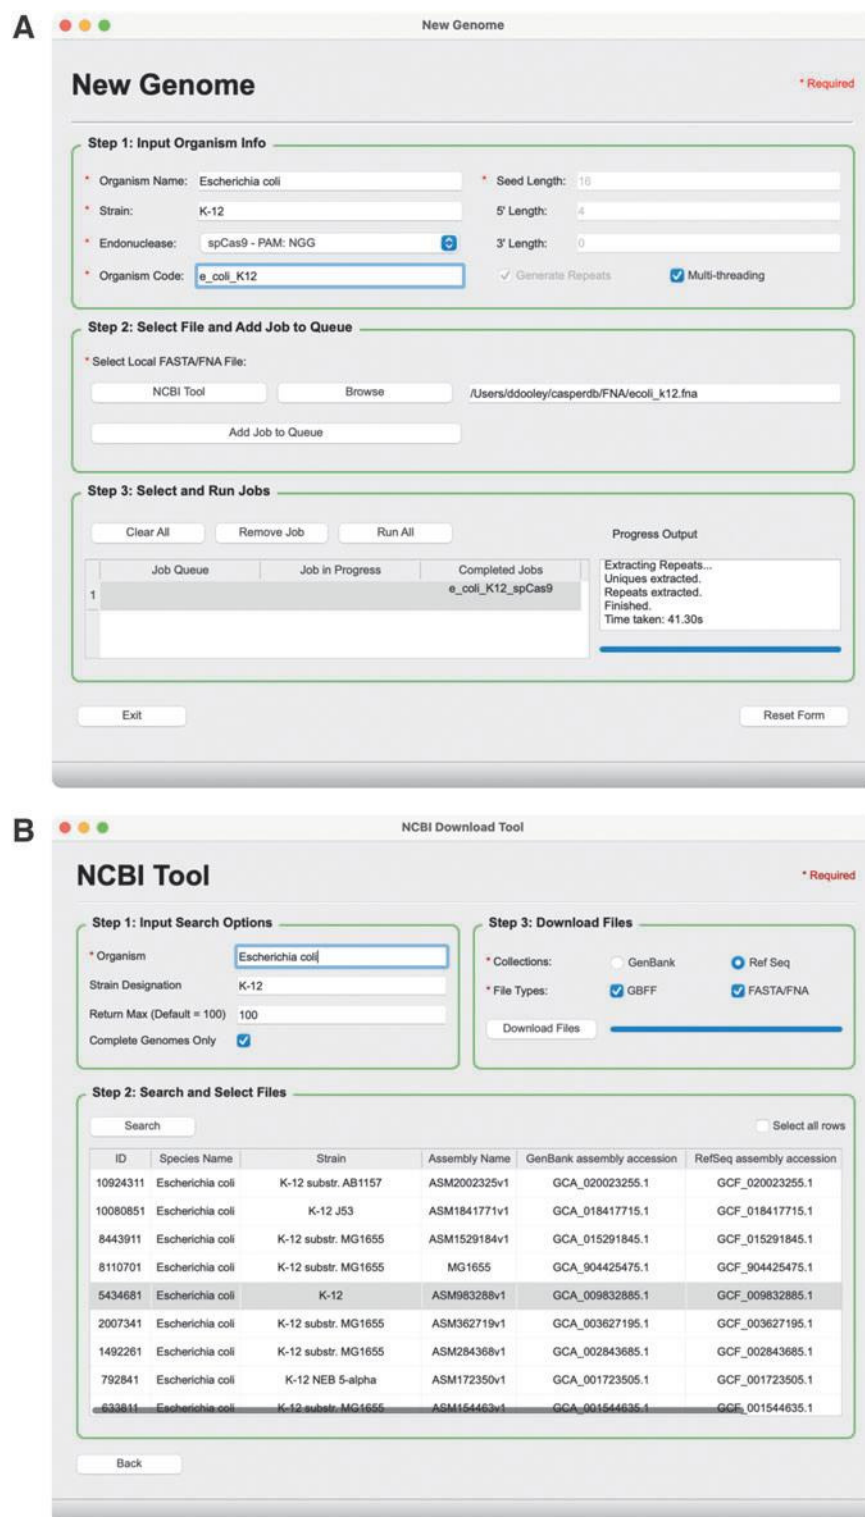 A
New Genome
New Genome
* Required
Step 1: Input Organism Info
* Organism Name: Escherichia coli * Seed Length: 16
* Strain: K-12 5' Length: 4
* Endonuclease: spCas9 - PAM: NGG 3' Length: 0
* Organism Code: e_coli_K12 Generate Repeats Multi-threading
Step 2: Select File and Add Job to Queue
* Select Local FASTA/FNA File:
NCBI Tool Browse /Users/ddooley/casperdb/FNA/ecoli_k12.fna
Add Job to Queue
Step 3: Select and Run Jobs
Clear All Remove Job Run All Progress Output
Job Queue Job in Progress Completed Jobs
1 e_coli_K12_spCas9
Extracting Repeats...
Uniques extracted.
Repeats extracted.
Finished.
Time taken: 41.30s
Exit Reset Form
B
NCBI Download Tool
NCBI Tool
* Required
Step 1: Input Search Options
* Organism Escherichia coli
Strain Designation K-12
Return Max (Default = 100) 100
Complete Genomes Only
Step 3: Download Files
* Collections: GenBank Ref Seq
* File Types: GBFF FASTA/FNA
Download Files
Step 2: Search and Select Files
Search Select all rows
ID Species Name Strain Assembly Name GenBank assembly accession RefSeq assembly accession
10924311 Escherichia coli K-12 substr. AB1157 ASM2002325v1 GCA_020023255.1 GCF_020023255.1
10080851 Escherichia coli K-12 J53 ASM1841771v1 GCA_018417715.1 GCF_018417715.1
8443911 Escherichia coli K-12 substr. MG1655 ASM1529184v1 GCA_015291845.1 GCF_015291845.1
8110701 Escherichia coli K-12 substr. MG1655 MG1655 GCA_904425475.1 GCF_904425475.1
5434681 Escherichia coli K-12 ASM983288v1 GCA_009832885.1 GCF_009832885.1
2007341 Escherichia coli K-12 substr. MG1655 ASM362719v1 GCA_003627195.1 GCF_003627195.1
1492261 Escherichia coli K-12 substr. MG1655 ASM284368v1 GCA_002843685.1 GCF_002843685.1
792841 Escherichia coli K-12 NEB 5-alpha ASM172350v1 GCA_001723505.1 GCF_001723505.1
633811 Escherichia coli K-12 substr. MG1655 ASM154463v1 GCA_001544635.1 GCF_001544635.1
Back